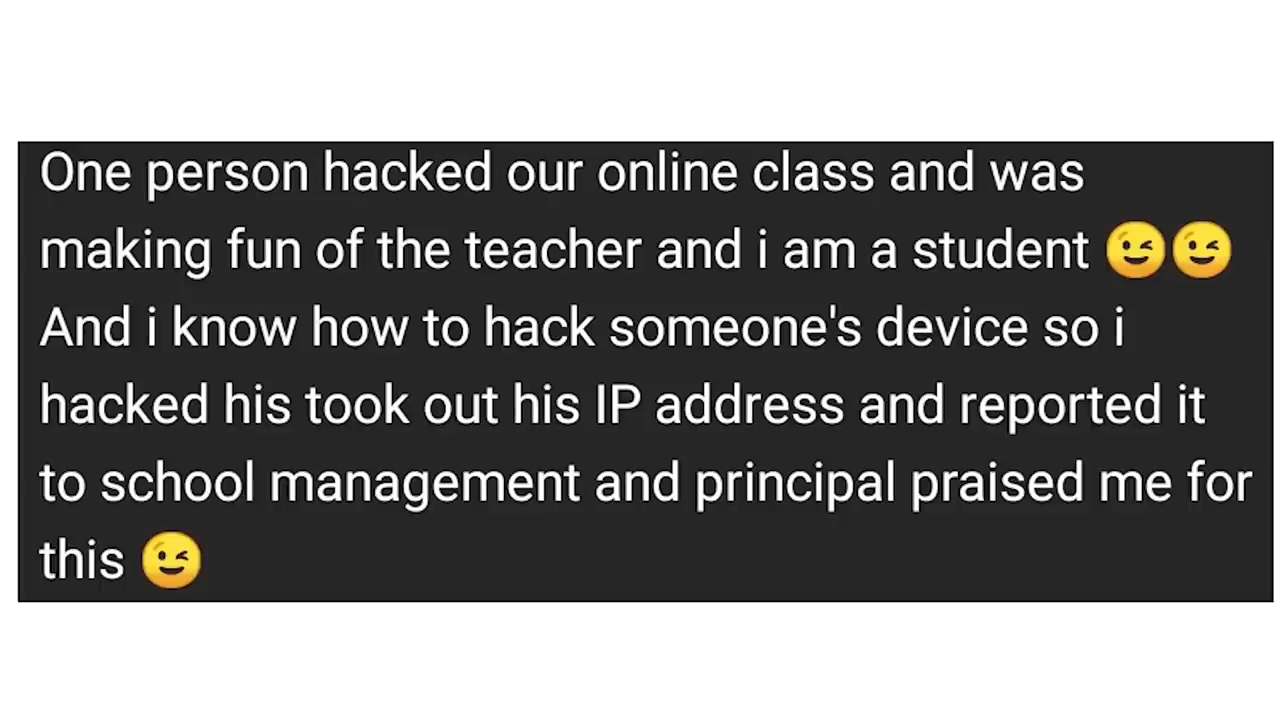 One person hacked our online class and was
making fun of the teacher and i am a student 😉😉
And i know how to hack someone's device so i
hacked his took out his IP address and reported it
to school management and principal praised me for
this 😉